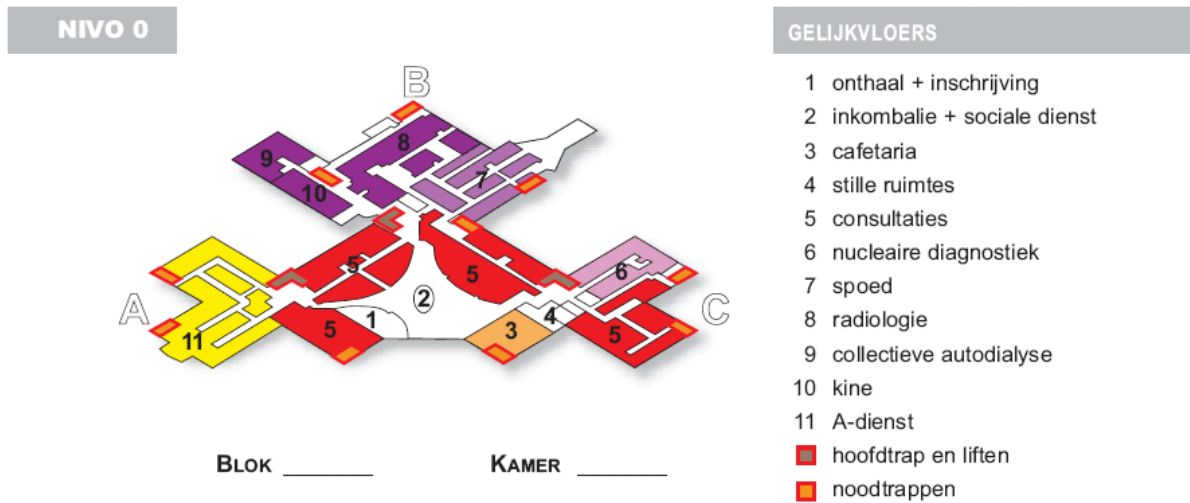 NIVO 0
GELIJKVLOERS
1 onthaal + inschrijving
2 inkombalie + sociale dienst
3 cafetaria
4 stille ruimtes
5 consultaties
6 nucleaire diagnostiek
7 spoed
8 radiologie
9 collectieve autodialyse
10 kine
11 A-dienst
hoofdtrap en liften
noodtrappen
B
8
9
7
10
5
5
6
A
2
C
1
5
3
4
5
11
BLOK ________
KAMER ________